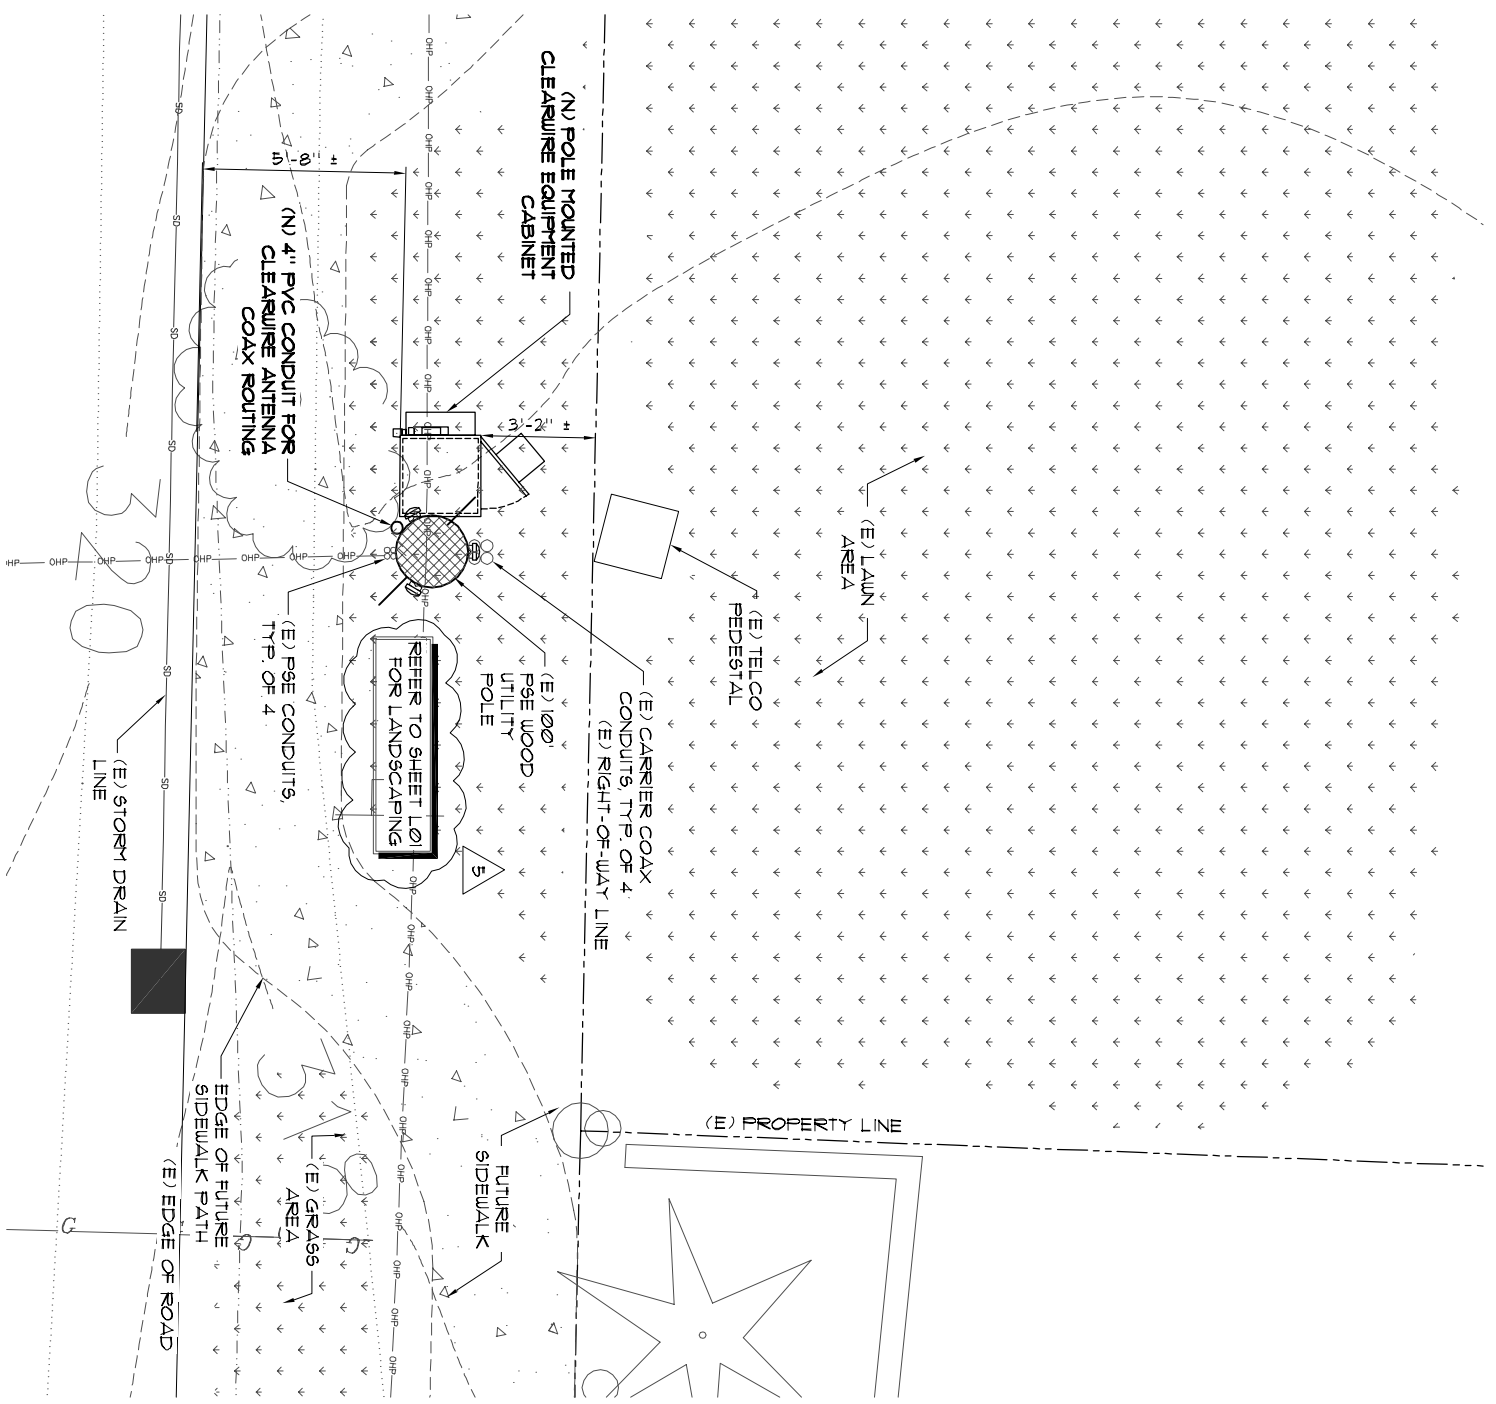 (N) POLE MOUNTED
CLEARWIRE EQUIPMENT
CABINET
5'-8" ±
(N) 4" PVC CONDUIT FOR
CLEARWIRE ANTENNA
COAX ROUTING
3'-2" ±
(E) LAWN
AREA
(E) TELCO
PEDESTAL
(E) CARRIER COAX
CONDUITS, TYP. OF 4
(E) RIGHT-OF-WAY LINE
(E) 100'
PSE WOOD
UTILITY
POLE
REFER TO SHEET L01
FOR LANDSCAPING
5
(E) PSE CONDUITS,
TYP. OF 4
(E) STORM DRAIN
LINE
EDGE OF FUTURE
SIDEWALK PATH
(E) GRASS
AREA
FUTURE
SIDEWALK
(E) EDGE OF ROAD
(E) PROPERTY LINE
OHP
SD
G